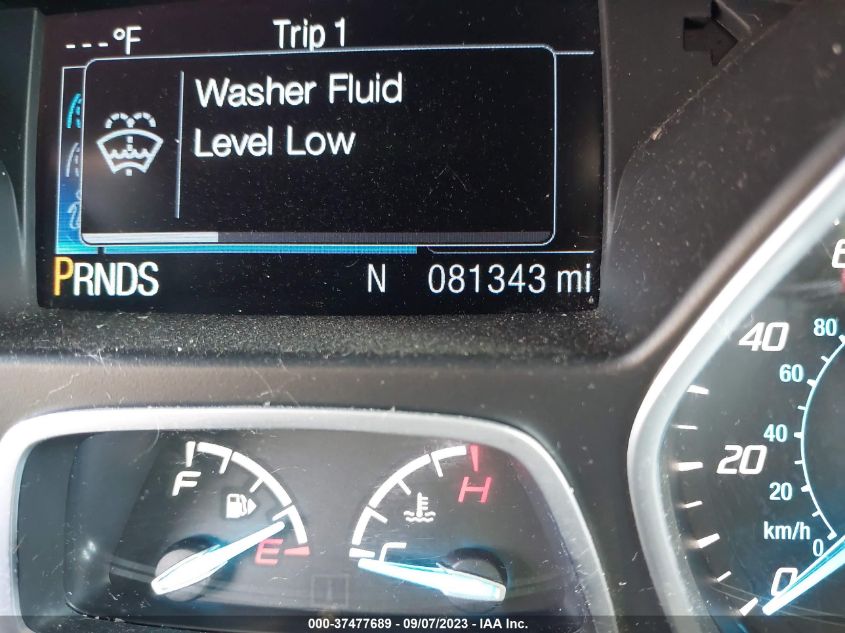 ---°F Trip 1
Washer Fluid
Level Low
PRNDS N 081343 mi
F
E
H
C
40
20
0
80
60
40
20
km/h
0
000-37477689 - 09/07/2023 - IAA Inc.